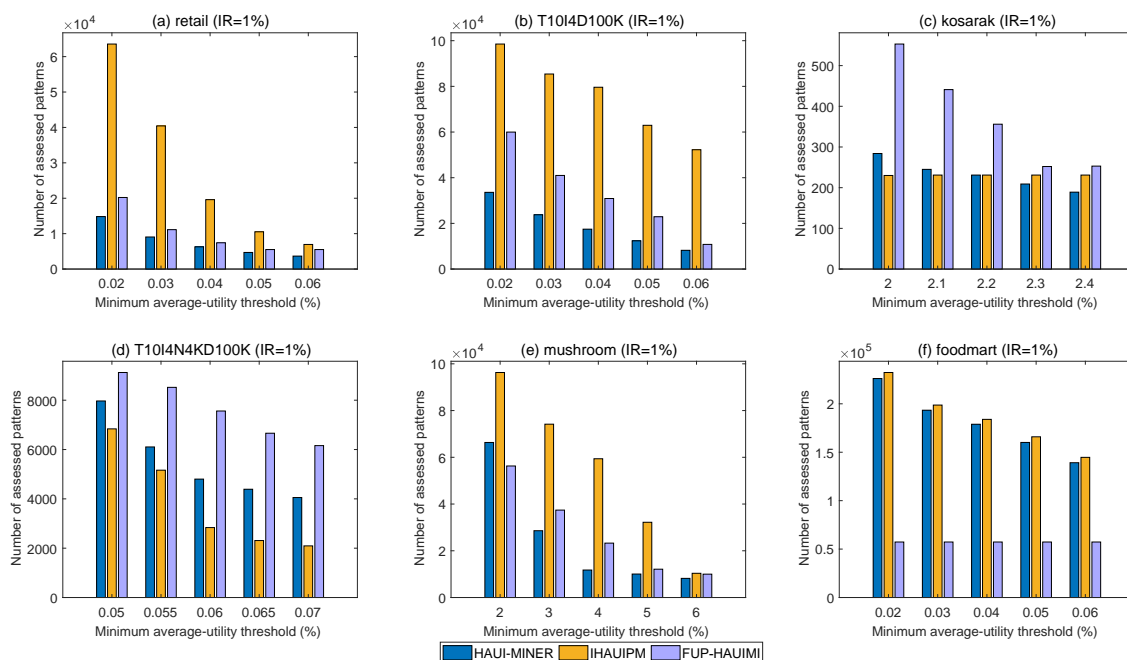 (a) retail (IR=1%)
×10^4
Number of assessed patterns
6
5
4
3
2
1
0
0.02 0.03 0.04 0.05 0.06
Minimum average-utility threshold (%)
(b) T10I4D100K (IR=1%)
×10^4
Number of assessed patterns
10
8
6
4
2
0
0.02 0.03 0.04 0.05 0.06
Minimum average-utility threshold (%)
(c) kosarak (IR=1%)
Number of assessed patterns
500
400
300
200
100
0
2 2.1 2.2 2.3 2.4
Minimum average-utility threshold (%)
(d) T10I4N4KD100K (IR=1%)
Number of assessed patterns
8000
6000
4000
2000
0
0.05 0.055 0.06 0.065 0.07
Minimum average-utility threshold (%)
(e) mushroom (IR=1%)
×10^4
Number of assessed patterns
10
8
6
4
2
0
2 3 4 5 6
Minimum average-utility threshold (%)
(f) foodmart (IR=1%)
×10^5
Number of assessed patterns
2
1.5
1
0.5
0
0.02 0.03 0.04 0.05 0.06
Minimum average-utility threshold (%)
HAUI-MINER IHAUIPM FUP-HAUIMI